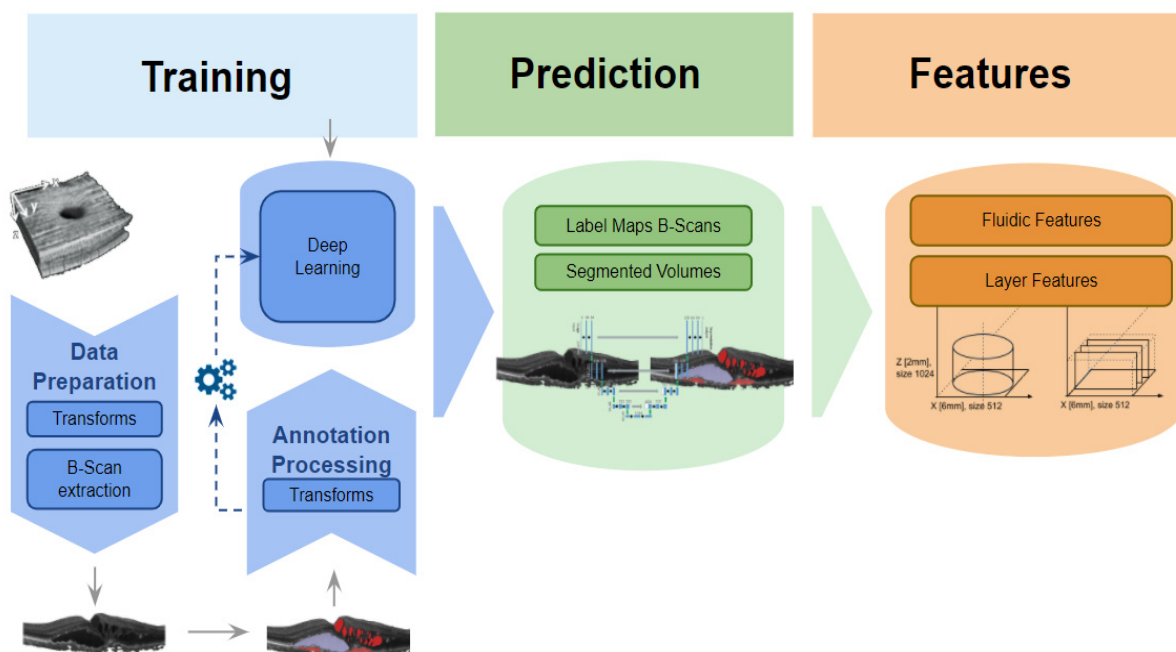 Training
Prediction
Features
x
y
Deep
Learning
Data
Preparation
Transforms
B-Scan
extraction
Annotation
Processing
Transforms
Label Maps B-Scans
Segmented Volumes
Fluidic Features
Layer Features
Z [2mm],
size 1024
X [6mm], size 512
X [6mm], size 512